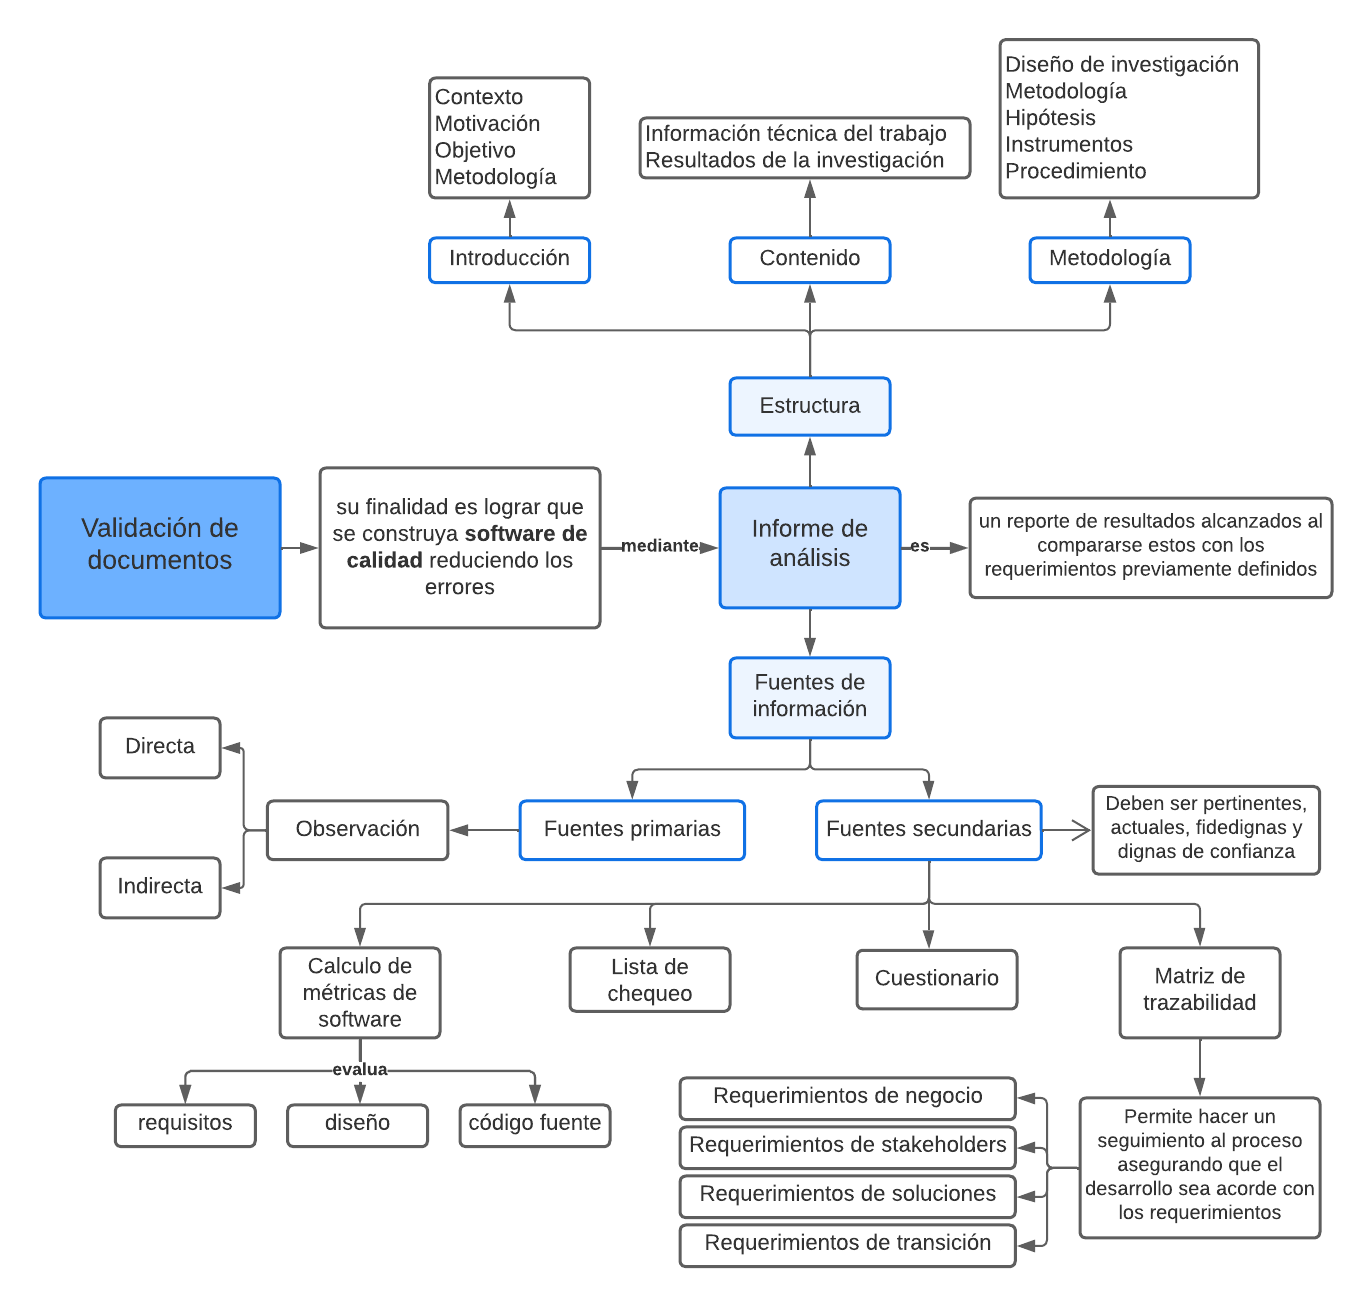 Contexto
Motivación
Objetivo
Metodología
Información técnica del trabajo
Resultados de la investigación
Diseño de investigación
Metodología
Hipótesis
Instrumentos
Procedimiento
Introducción
Contenido
Metodología
Estructura
Validación de
documentos
su finalidad es lograr que
se construya software de
calidad reduciendo los
errores
mediante
Informe de
análisis
es
un reporte de resultados alcanzados al
compararse estos con los
requerimientos previamente definidos
Fuentes de
información
Directa
Indirecta
Observación
Fuentes primarias
Fuentes secundarias
Deben ser pertinentes,
actuales, fidedignas y
dignas de confianza
Calculo de
métricas de
software
Lista de
chequeo
Cuestionario
Matriz de
trazabilidad
evalua
requisitos
diseño
código fuente
Requerimientos de negocio
Requerimientos de stakeholders
Requerimientos de soluciones
Requerimientos de transición
Permite hacer un
seguimiento al proceso
asegurando que el
desarrollo sea acorde con
los requerimientos